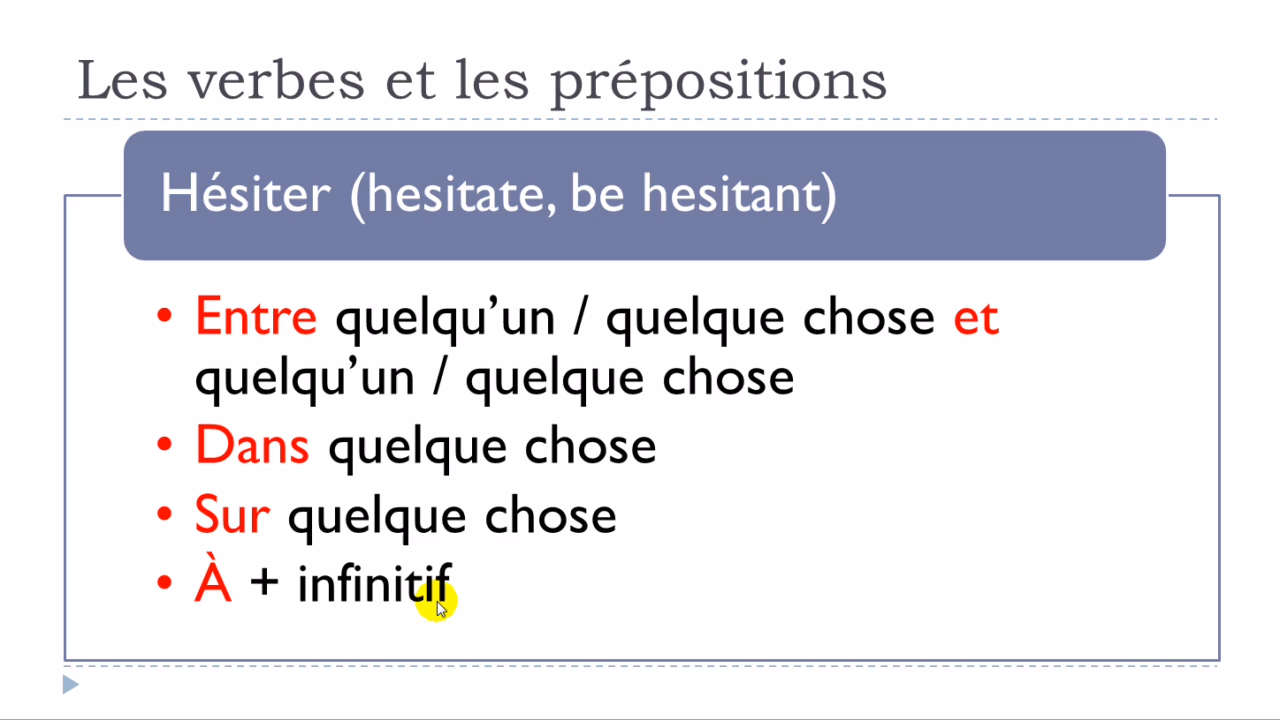 Les verbes et les prépositions
Hésiter (hesitate, be hesitant)
• Entre quelqu’un / quelque chose et
quelqu’un / quelque chose
• Dans quelque chose
• Sur quelque chose
• À + infinitif